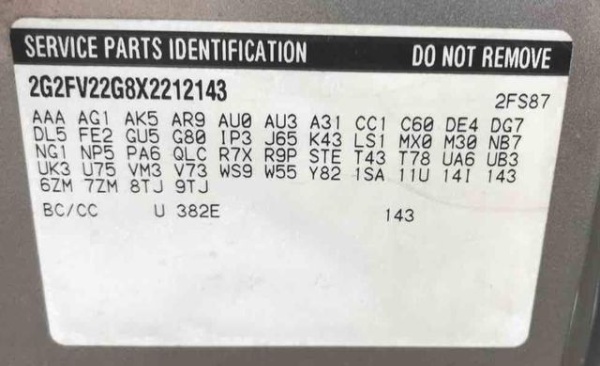 SERVICE PARTS IDENTIFICATION DO NOT REMOVE
2G2FV22G8X2212143 2FS87
AAA AG1 AK5 AR9 AU0 AU3 A31 CC1 C60 DE4 DG7
DL5 FE2 GU5 G80 IP3 J65 K43 LS1 MX0 M30 NB7
NG1 NP5 PA6 QLC R7X R9P STE T43 T78 UA6 UB3
UK3 U75 VM3 V73 WS9 W55 Y82 1SA 11U 14I 143
6ZM 7ZM 8TJ 9TJ
BC/CC U 382E 143